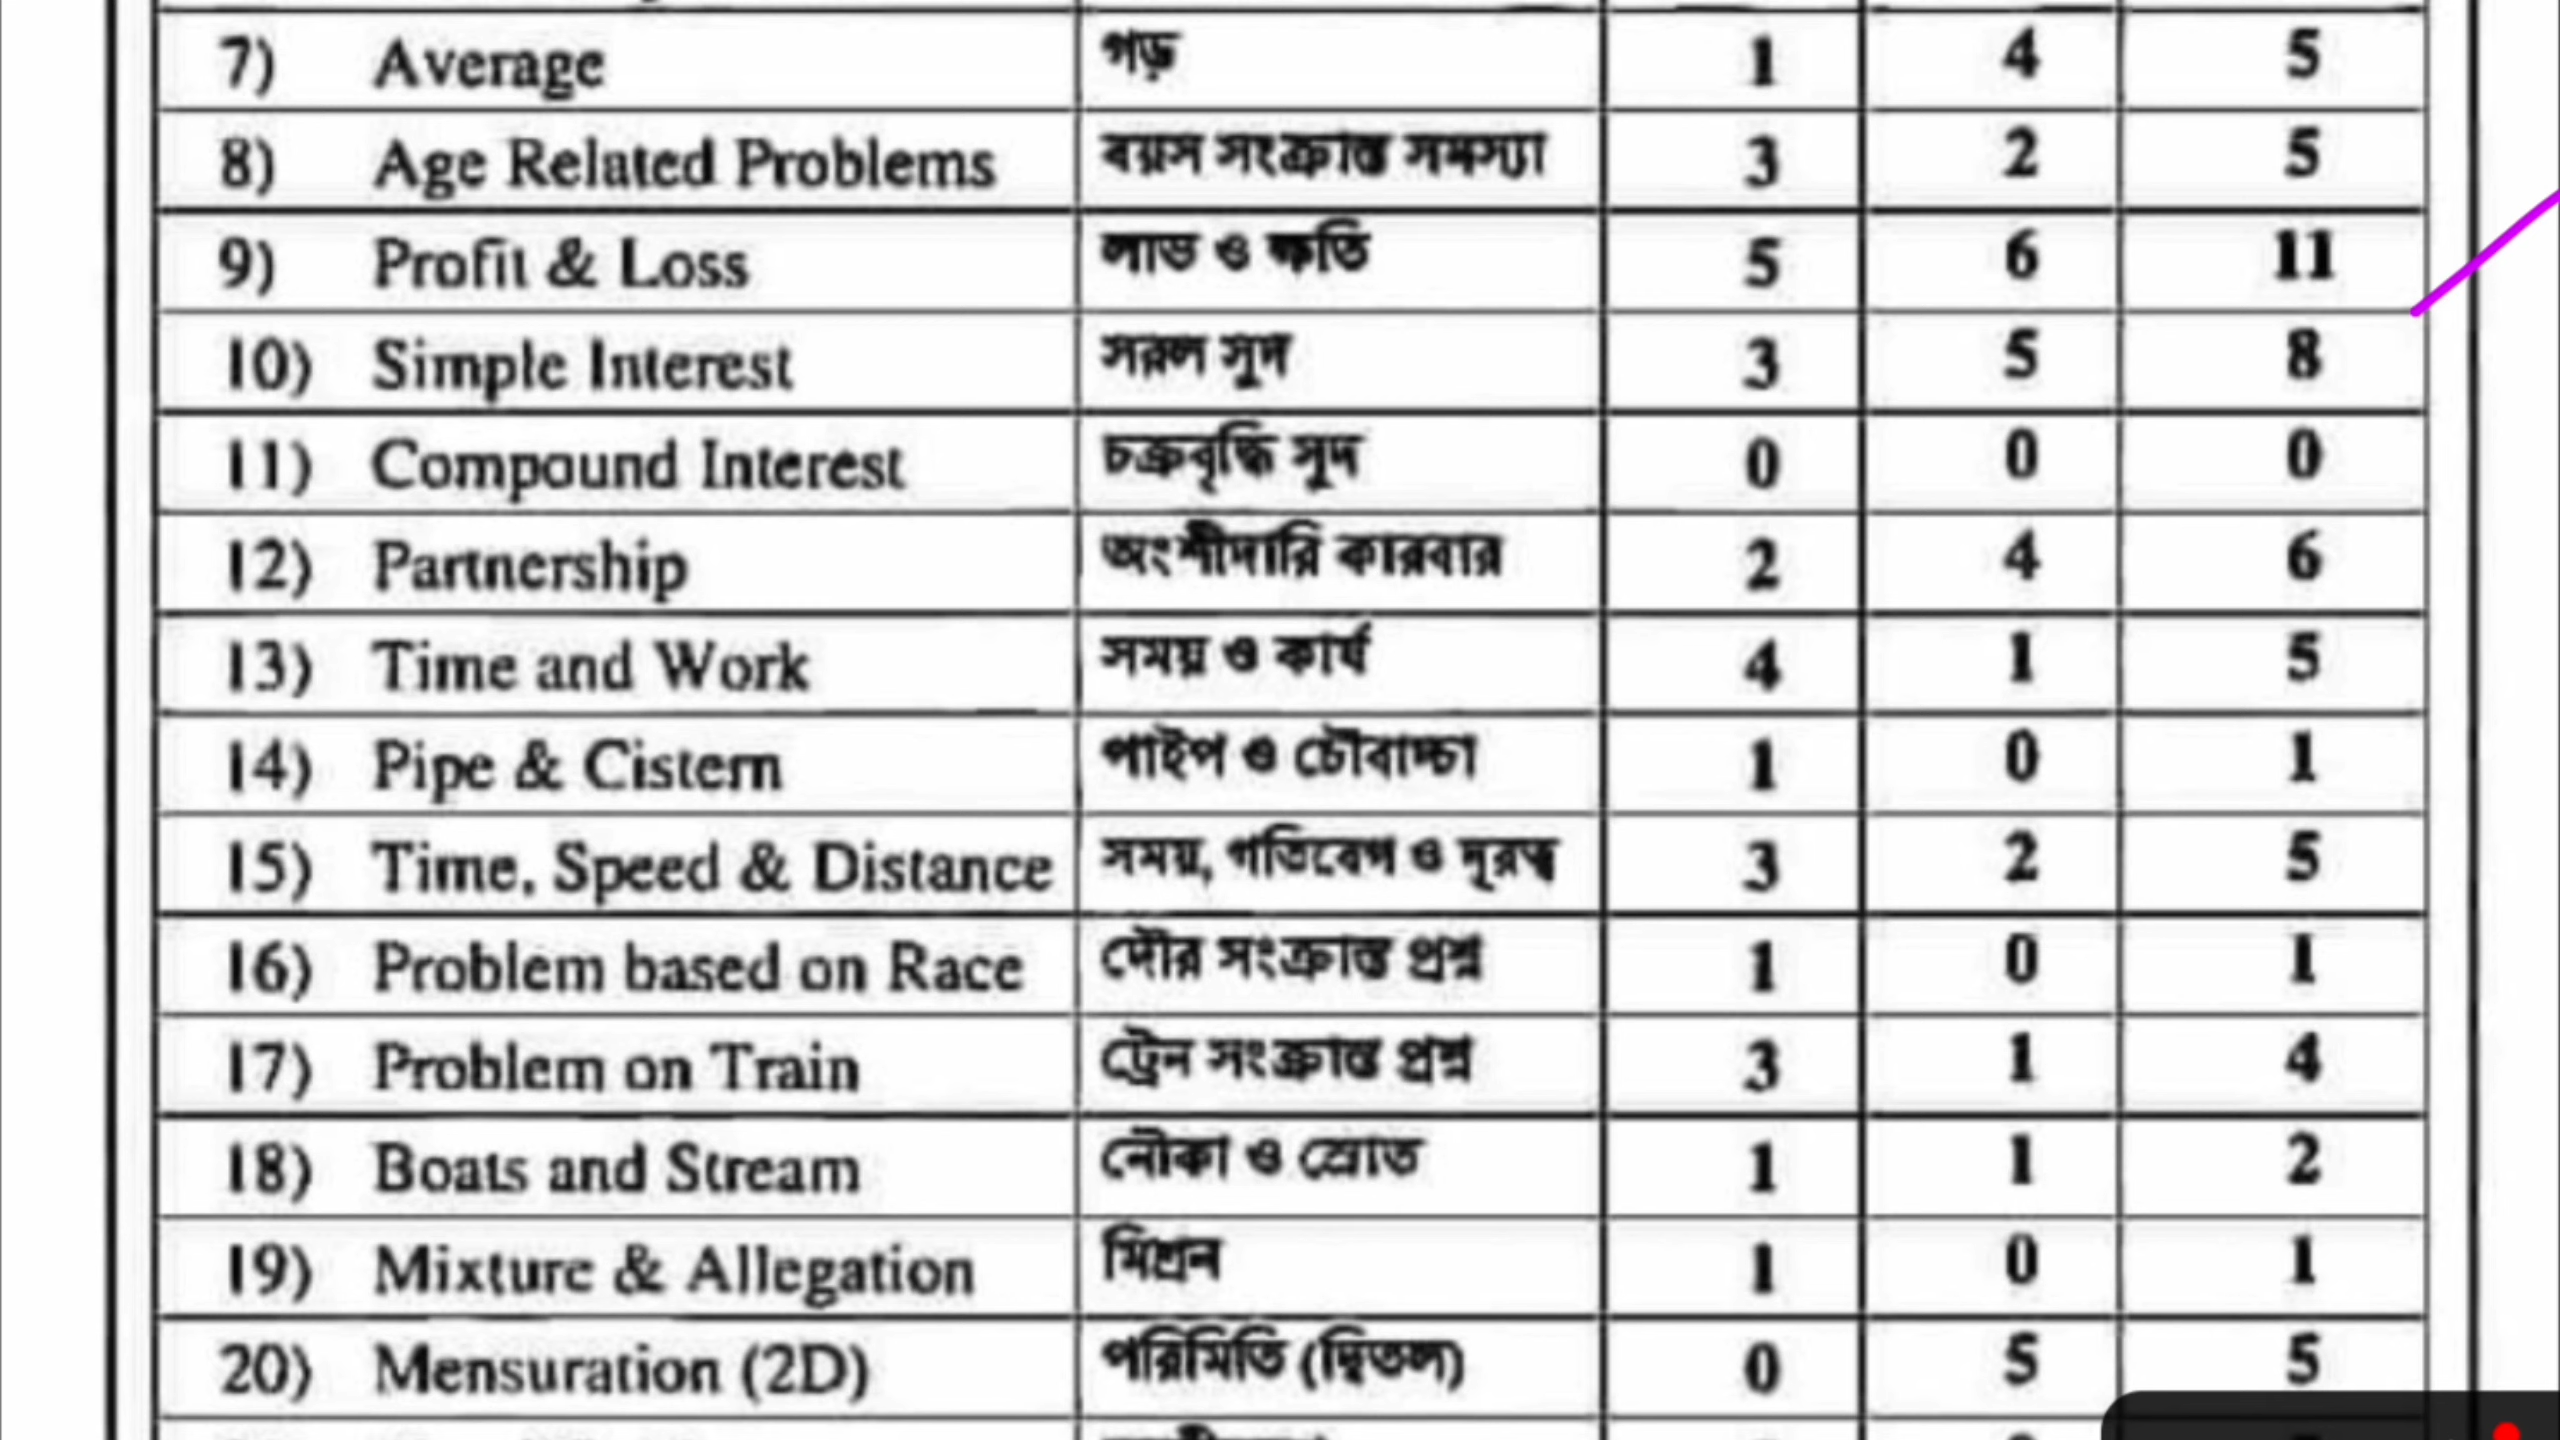 7) Average গড় 1 4 5
8) Age Related Problems বয়স সংক্রান্ত সমস্যা 3 2 5
9) Profit & Loss লাভ ও ক্ষতি 5 6 11
10) Simple Interest সরল সুদ 3 5 8
11) Compound Interest চক্রবৃদ্ধি সুদ 0 0 0
12) Partnership অংশীদারি কারবার 2 4 6
13) Time and Work সময় ও কার্য 4 1 5
14) Pipe & Cistern পাইপ ও চৌবাচ্চা 1 0 1
15) Time, Speed & Distance সময়, গতিবেগ ও দূরত্ব 3 2 5
16) Problem based on Race দৌর সংক্রান্ত প্রশ্ন 1 0 1
17) Problem on Train ট্রেন সংক্রান্ত প্রশ্ন 3 1 4
18) Boats and Stream নৌকা ও স্রোত 1 1 2
19) Mixture & Allegation মিশ্রন 1 0 1
20) Mensuration (2D) পরিমিতি (দ্বিতল) 0 5 5